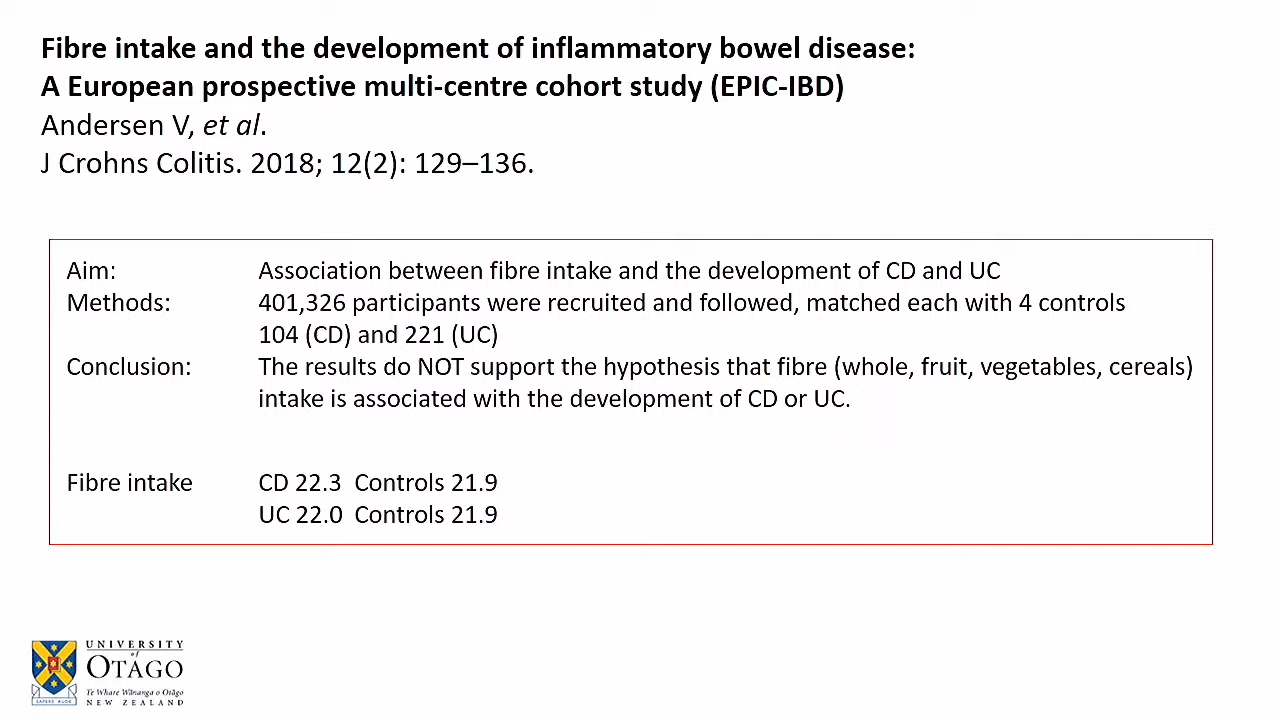 Fibre intake and the development of inflammatory bowel disease:
A European prospective multi-centre cohort study (EPIC-IBD)
Andersen V, et al.
J Crohns Colitis. 2018; 12(2): 129–136.
Aim: Association between fibre intake and the development of CD and UC
Methods: 401,326 participants were recruited and followed, matched each with 4 controls
104 (CD) and 221 (UC)
Conclusion: The results do NOT support the hypothesis that fibre (whole, fruit, vegetables, cereals)
intake is associated with the development of CD or UC.
Fibre intake CD 22.3 Controls 21.9
UC 22.0 Controls 21.9
UNIVERSITY
OTAGO
Te Whare Wānanga o Otāgo
NEW ZEALAND
SAPERE AUDE